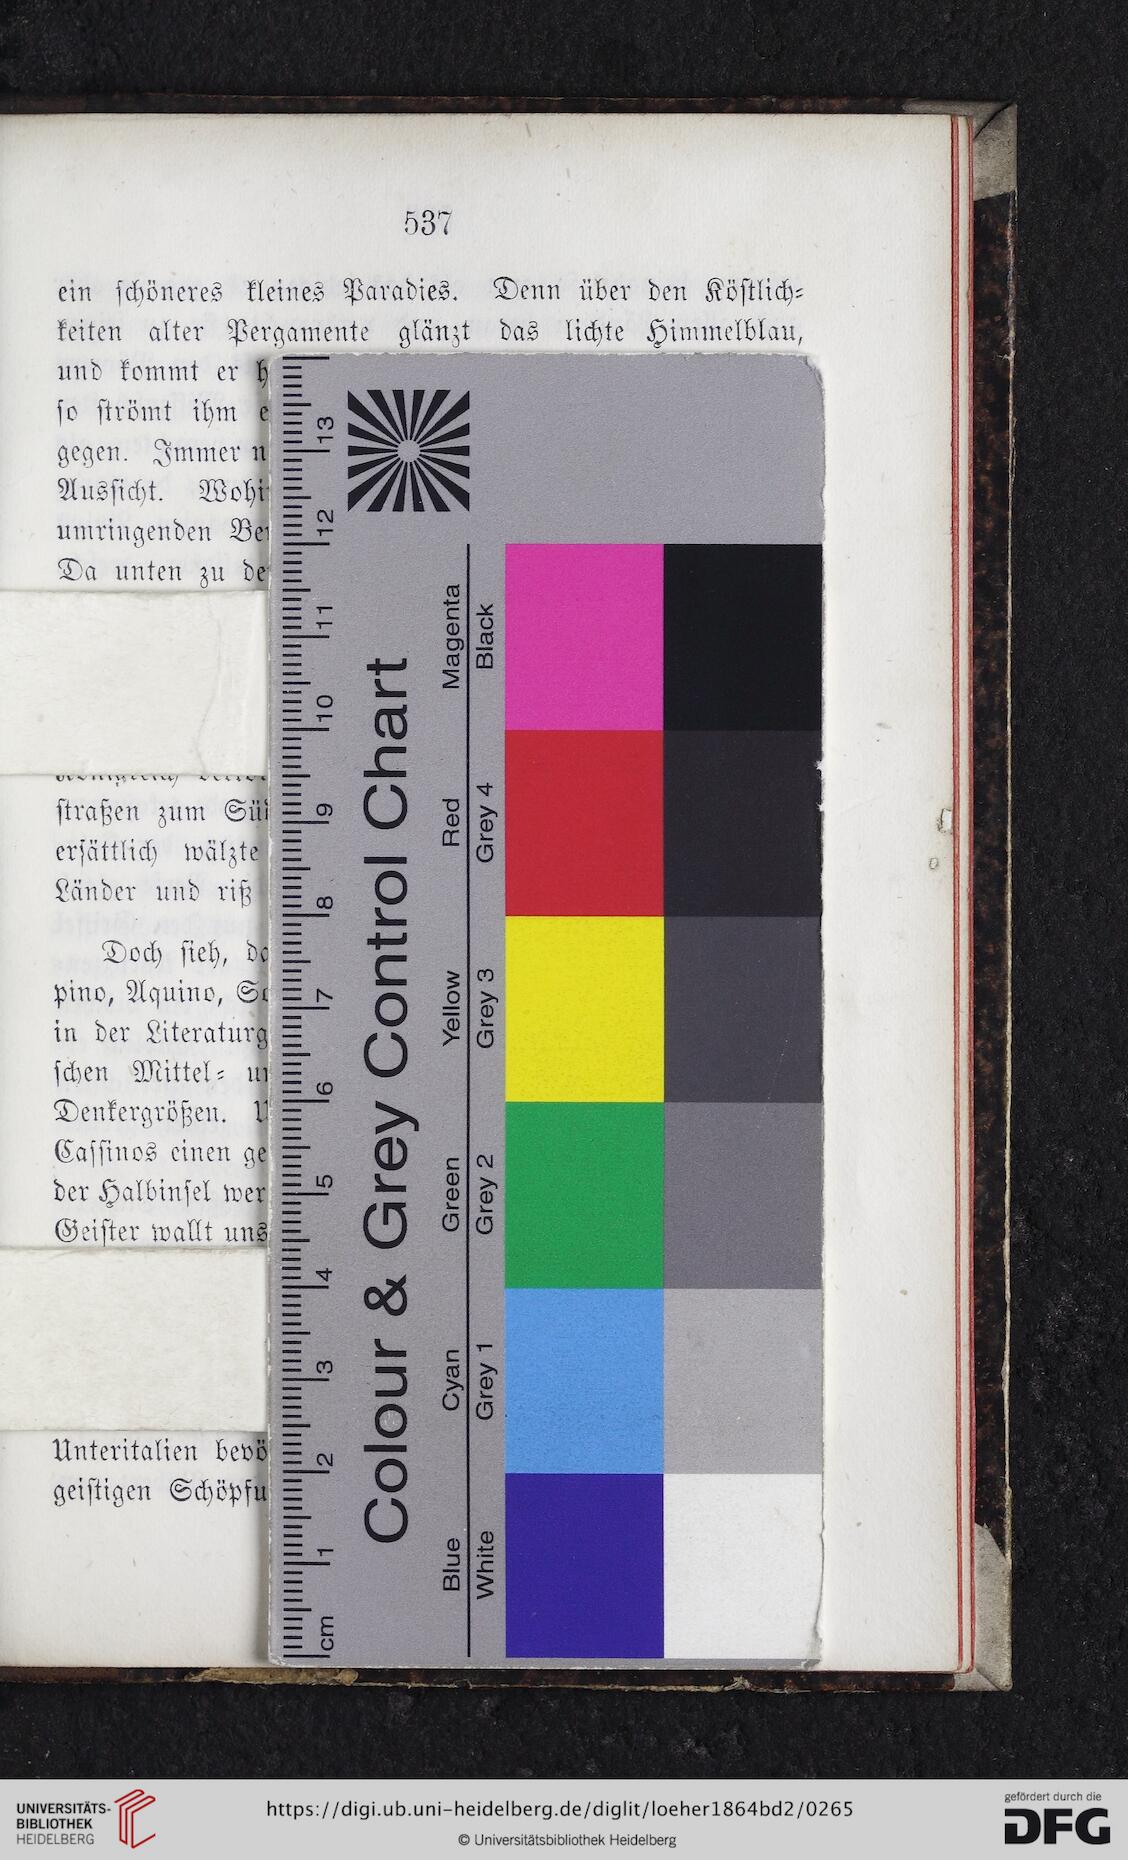 537
ein schöneres kleines Paradies. Denn über den Köstlich-
keiten alter Pergamente glänzt das lichte Himmelblau,
und kommt er
so strömt ihm
gegen. Immer
Aussicht.
umringenden
Da unten zu
straßen zum
ersättlich wälzte
Länder und riß
Doch sieh,
pino, Aquino,
in der
schen Mittel-
Denkergrößen.
Cassinos einen
der Halbinsel
Geister wallt uns
Unteritalien
geistigen
13
12
11
10
9
8
7
6
5
4
3
2
1
cm
Colour & Grey Control Chart
Blue Cyan Green Yellow Red Magenta
White Grey 1 Grey 2 Grey 3 Grey 4 Black
UNIVERSITÄTS-
BIBLIOTHEK
HEIDELBERG
https://digi.ub.uni-heidelberg.de/diglit/loeher1864bd2/0265
© Universitätsbibliothek Heidelberg
gefördert durch die
DFG